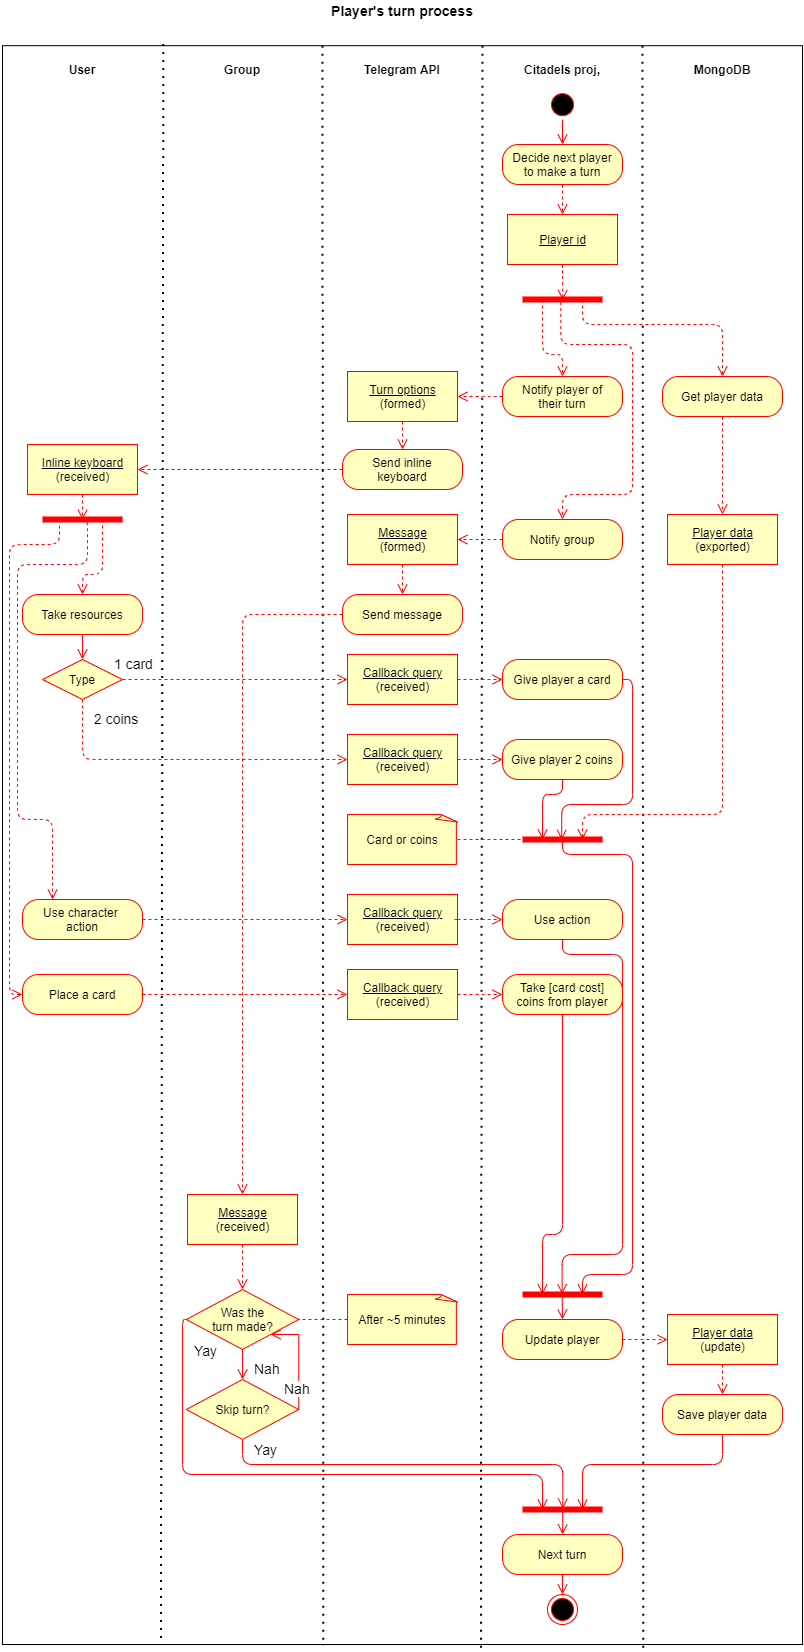 Player's turn process
User
Group
Telegram API
Citadels proj,
MongoDB
Decide next player
to make a turn
Player id
Turn options
(formed)
Notify player of
their turn
Get player data
Inline keyboard
(received)
Send inline
keyboard
Message
(formed)
Notify group
Player data
(exported)
Take resources
Send message
Type
1 card
Callback query
(received)
Give player a card
2 coins
Callback query
(received)
Give player 2 coins
Card or coins
Use character
action
Callback query
(received)
Use action
Place a card
Callback query
(received)
Take [card cost]
coins from player
Message
(received)
Was the
turn made?
After ~5 minutes
Update player
Player data
(update)
Yay
Nah
Nah
Skip turn?
Save player data
Yay
Next turn